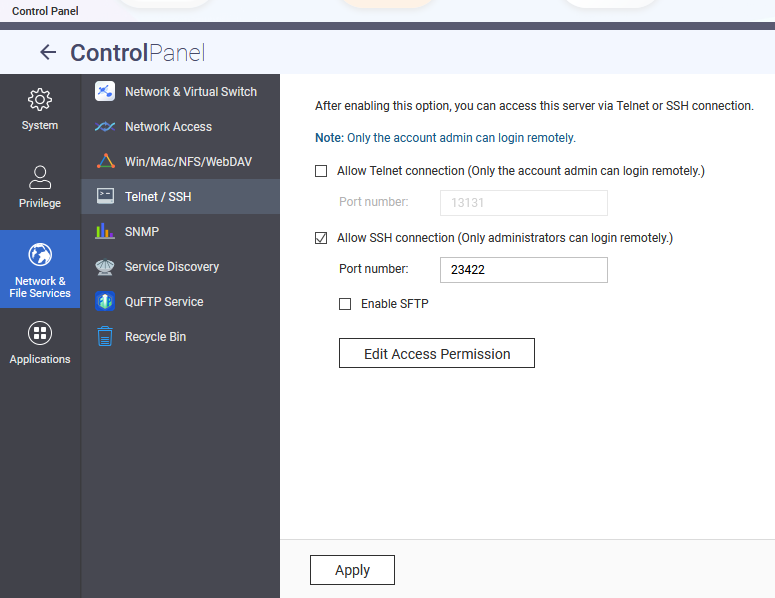 Control Panel
ControlPanel
System
Privilege
Network &
File Services
Applications
Network & Virtual Switch
Network Access
Win/Mac/NFS/WebDAV
Telnet / SSH
SNMP
Service Discovery
QuFTP Service
Recycle Bin
After enabling this option, you can access this server via Telnet or SSH connection.
Note: Only the account admin can login remotely.
Allow Telnet connection (Only the account admin can login remotely.)
Port number: 13131
Allow SSH connection (Only administrators can login remotely.)
Port number: 23422
Enable SFTP
Edit Access Permission
Apply